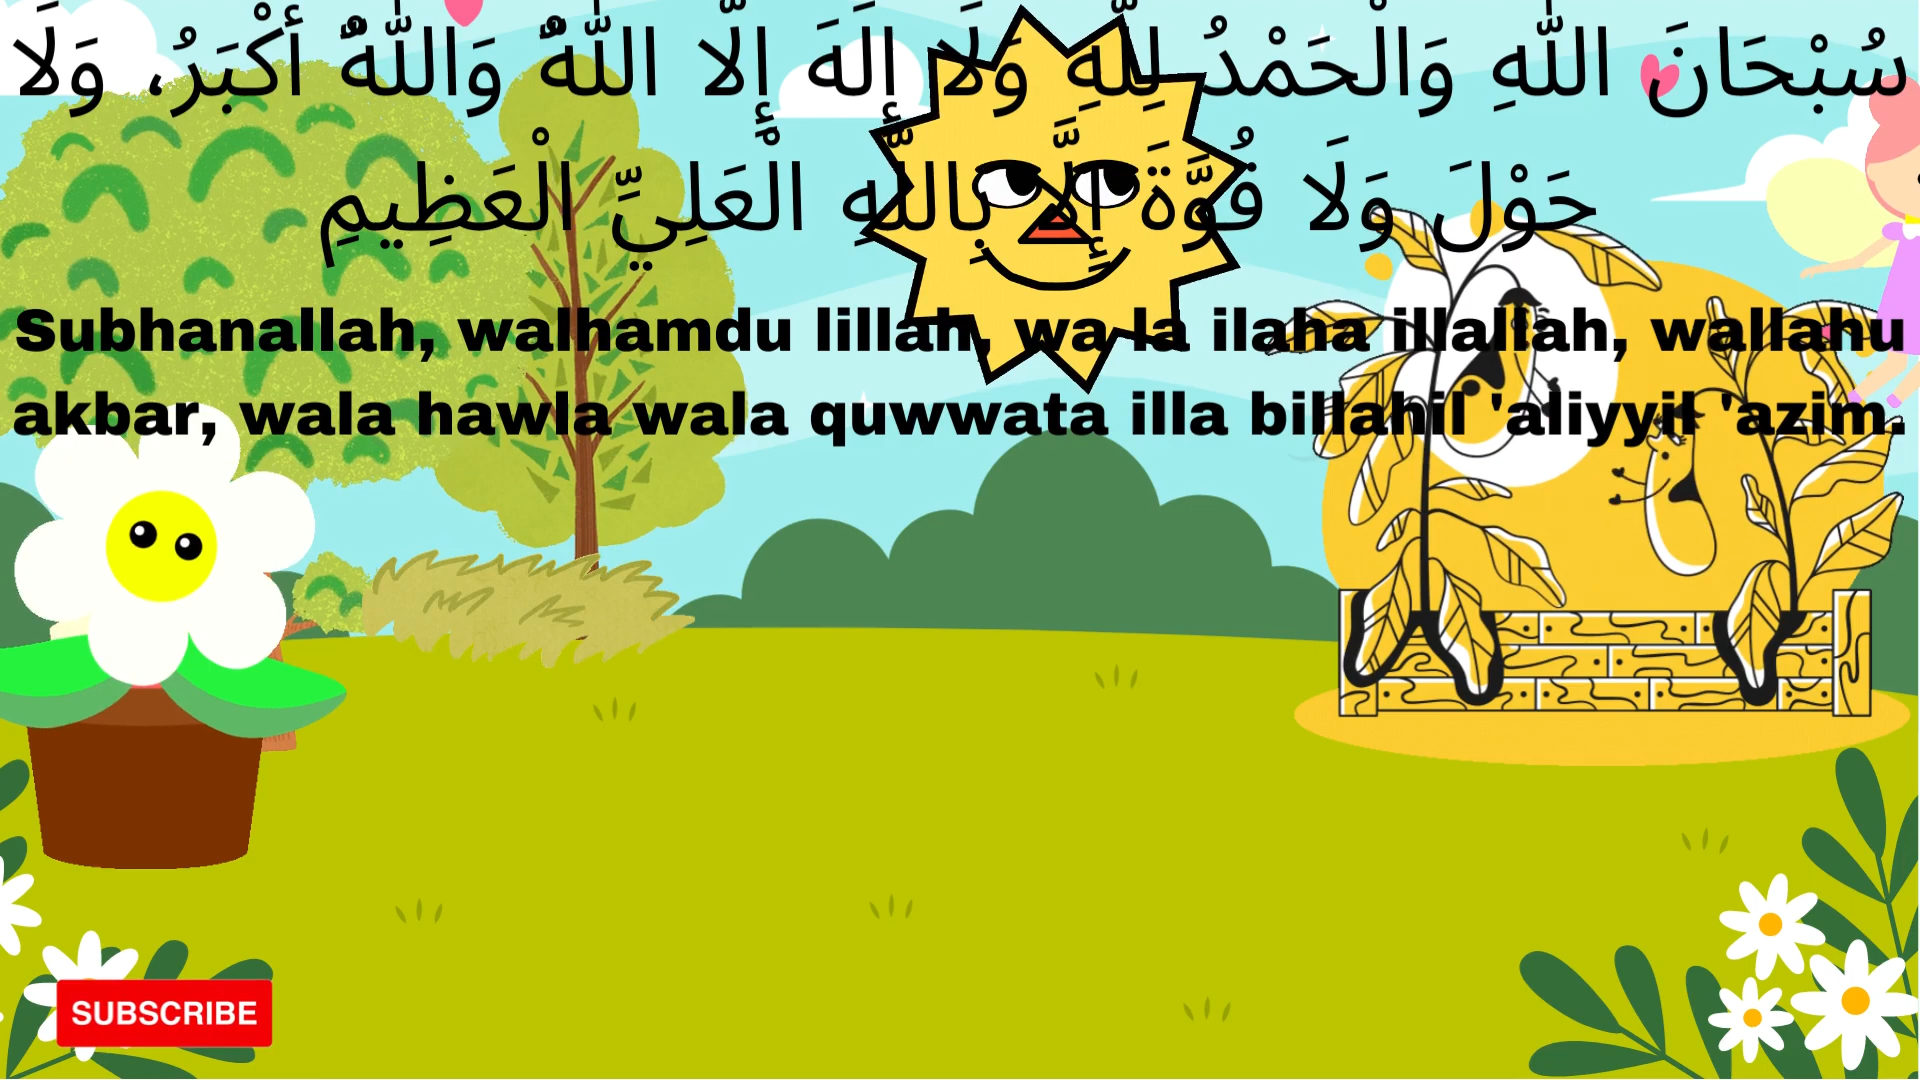 سُبْحَانَ اللّٰهِ وَالْحَمْدُ لِلّٰهِ وَلَا إِلَهَ إِلَّا اللّٰهُ وَاللّٰهُ أَكْبَرُ، وَلَا
حَوْلَ وَلَا قُوَّةَ إِلَّا بِاللّٰهِ الْعَلِيِّ الْعَظِيمِ
Subhanallah, walhamdu lillah, wa la ilaha illallah, wallahu
akbar, wala hawla wala quwwata illa billahil 'aliyyil 'azim.
SUBSCRIBE